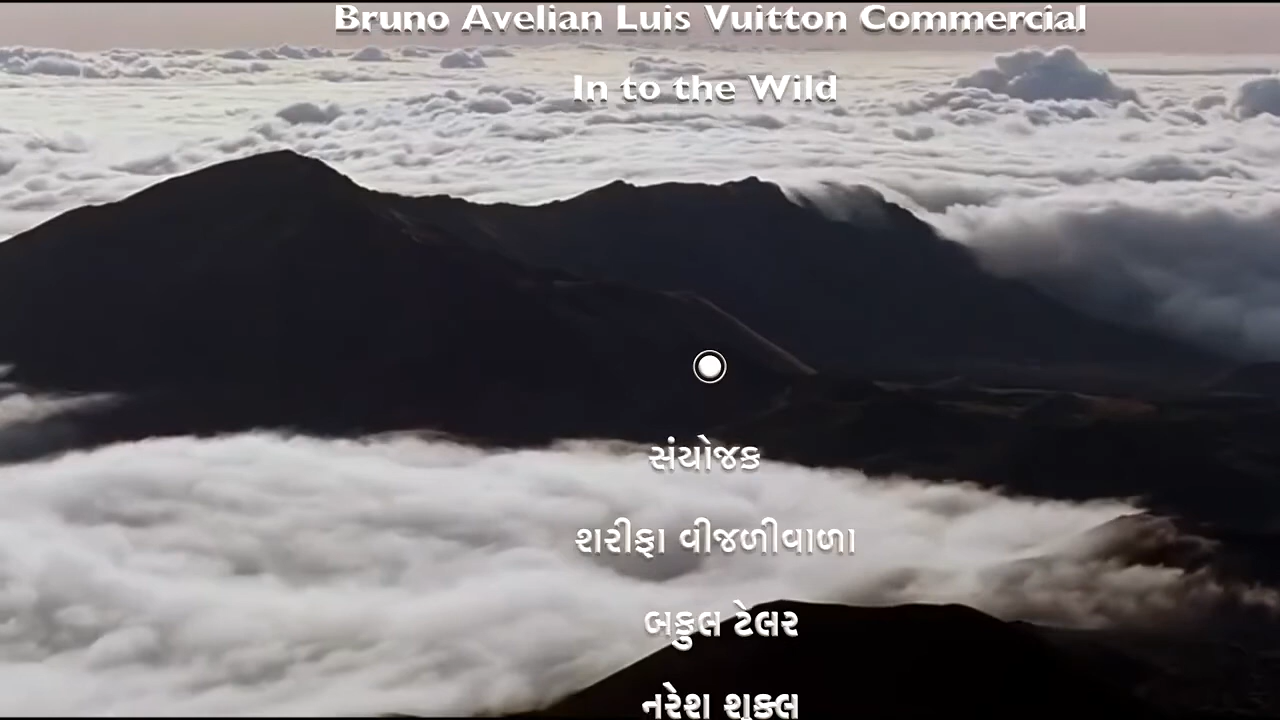 Bruno Avelian Luis Vuitton Commercial
In to the Wild
સંયોજક
શરીફા વીજળીવાળા
બકુલ ટેલર
નરેશ શુક્લ